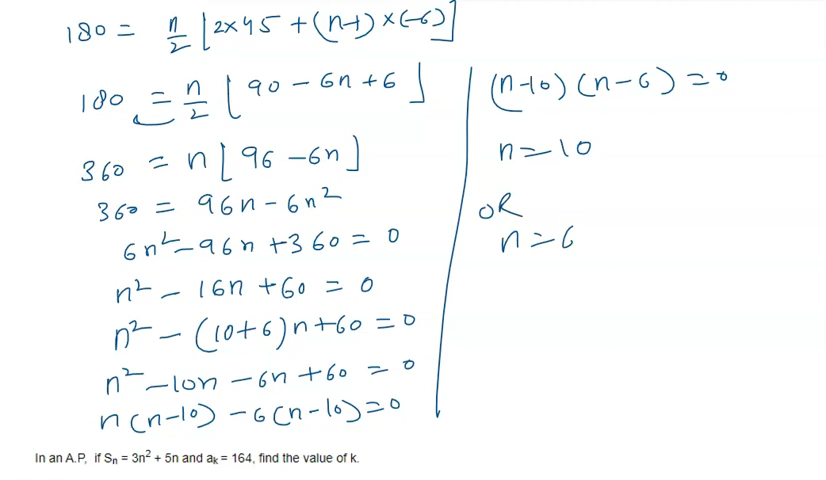 180 = n/2 [2×45 + (n-1) × (-6)]
180 = n/2 [90 - 6n + 6]
360 = n [96 - 6n]
360 = 96n - 6n²
6n² - 96n + 360 = 0
n² - 16n + 60 = 0
n² - (10+6)n + 60 = 0
n² - 10n - 6n + 60 = 0
n(n-10) - 6(n-10) = 0
(n-10)(n-6) = 0
n = 10
OR
n = 6
In an A.P, if Sₙ = 3n² + 5n and aₖ = 164, find the value of k.